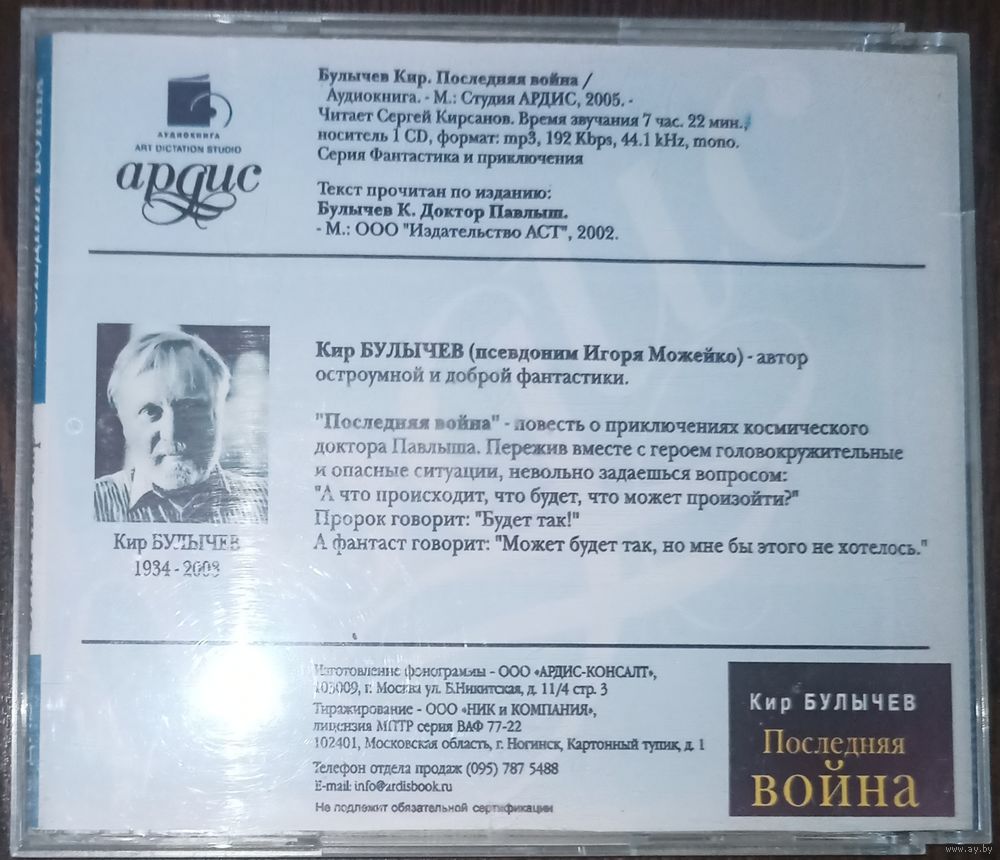 АУДИОКНИГА
ART DICTATION STUDIO
ардис
Булычев Кир. Последняя война /
Аудиокнига. - М.: Студия АРДИС, 2005. -
Читает Сергей Кирсанов. Время звучания 7 час. 22 мин.,
носитель 1 CD, формат: mp3, 192 Kbps, 44.1 kHz, mono.
Серия Фантастика и приключения
Текст прочитан по изданию:
Булычев К. Доктор Павлыш.
- М.: ООО "Издательство АСТ", 2002.
Кир БУЛЫЧЕВ
1934 - 2003
Кир БУЛЫЧЕВ (псевдоним Игоря Можейко) - автор
остроумной и доброй фантастики.
"Последняя война" - повесть о приключениях космического
доктора Павлыша. Пережив вместе с героем головокружительные
и опасные ситуации, невольно задаешься вопросом:
"А что происходит, что будет, что может произойти?"
Пророк говорит: "Будет так!"
А фантаст говорит: "Может будет так, но мне бы этого не хотелось."
Изготовление фонограммы - ООО «АРДИС-КОНСАЛТ»,
103009, г. Москва ул. Б.Никитская, д. 11/4 стр. 3
Тиражирование - ООО «НИК и КОМПАНИЯ»,
лицензия МПТР серия ВАФ 77-22
102401, Московская область, г. Ногинск, Картонный тупик, д. 1
Телефон отдела продаж (095) 787 5488
E-mail: info@ardisbook.ru
Не подлежит обязательной сертификации
Кир БУЛЫЧЕВ
Последняя
война
www.ay.by